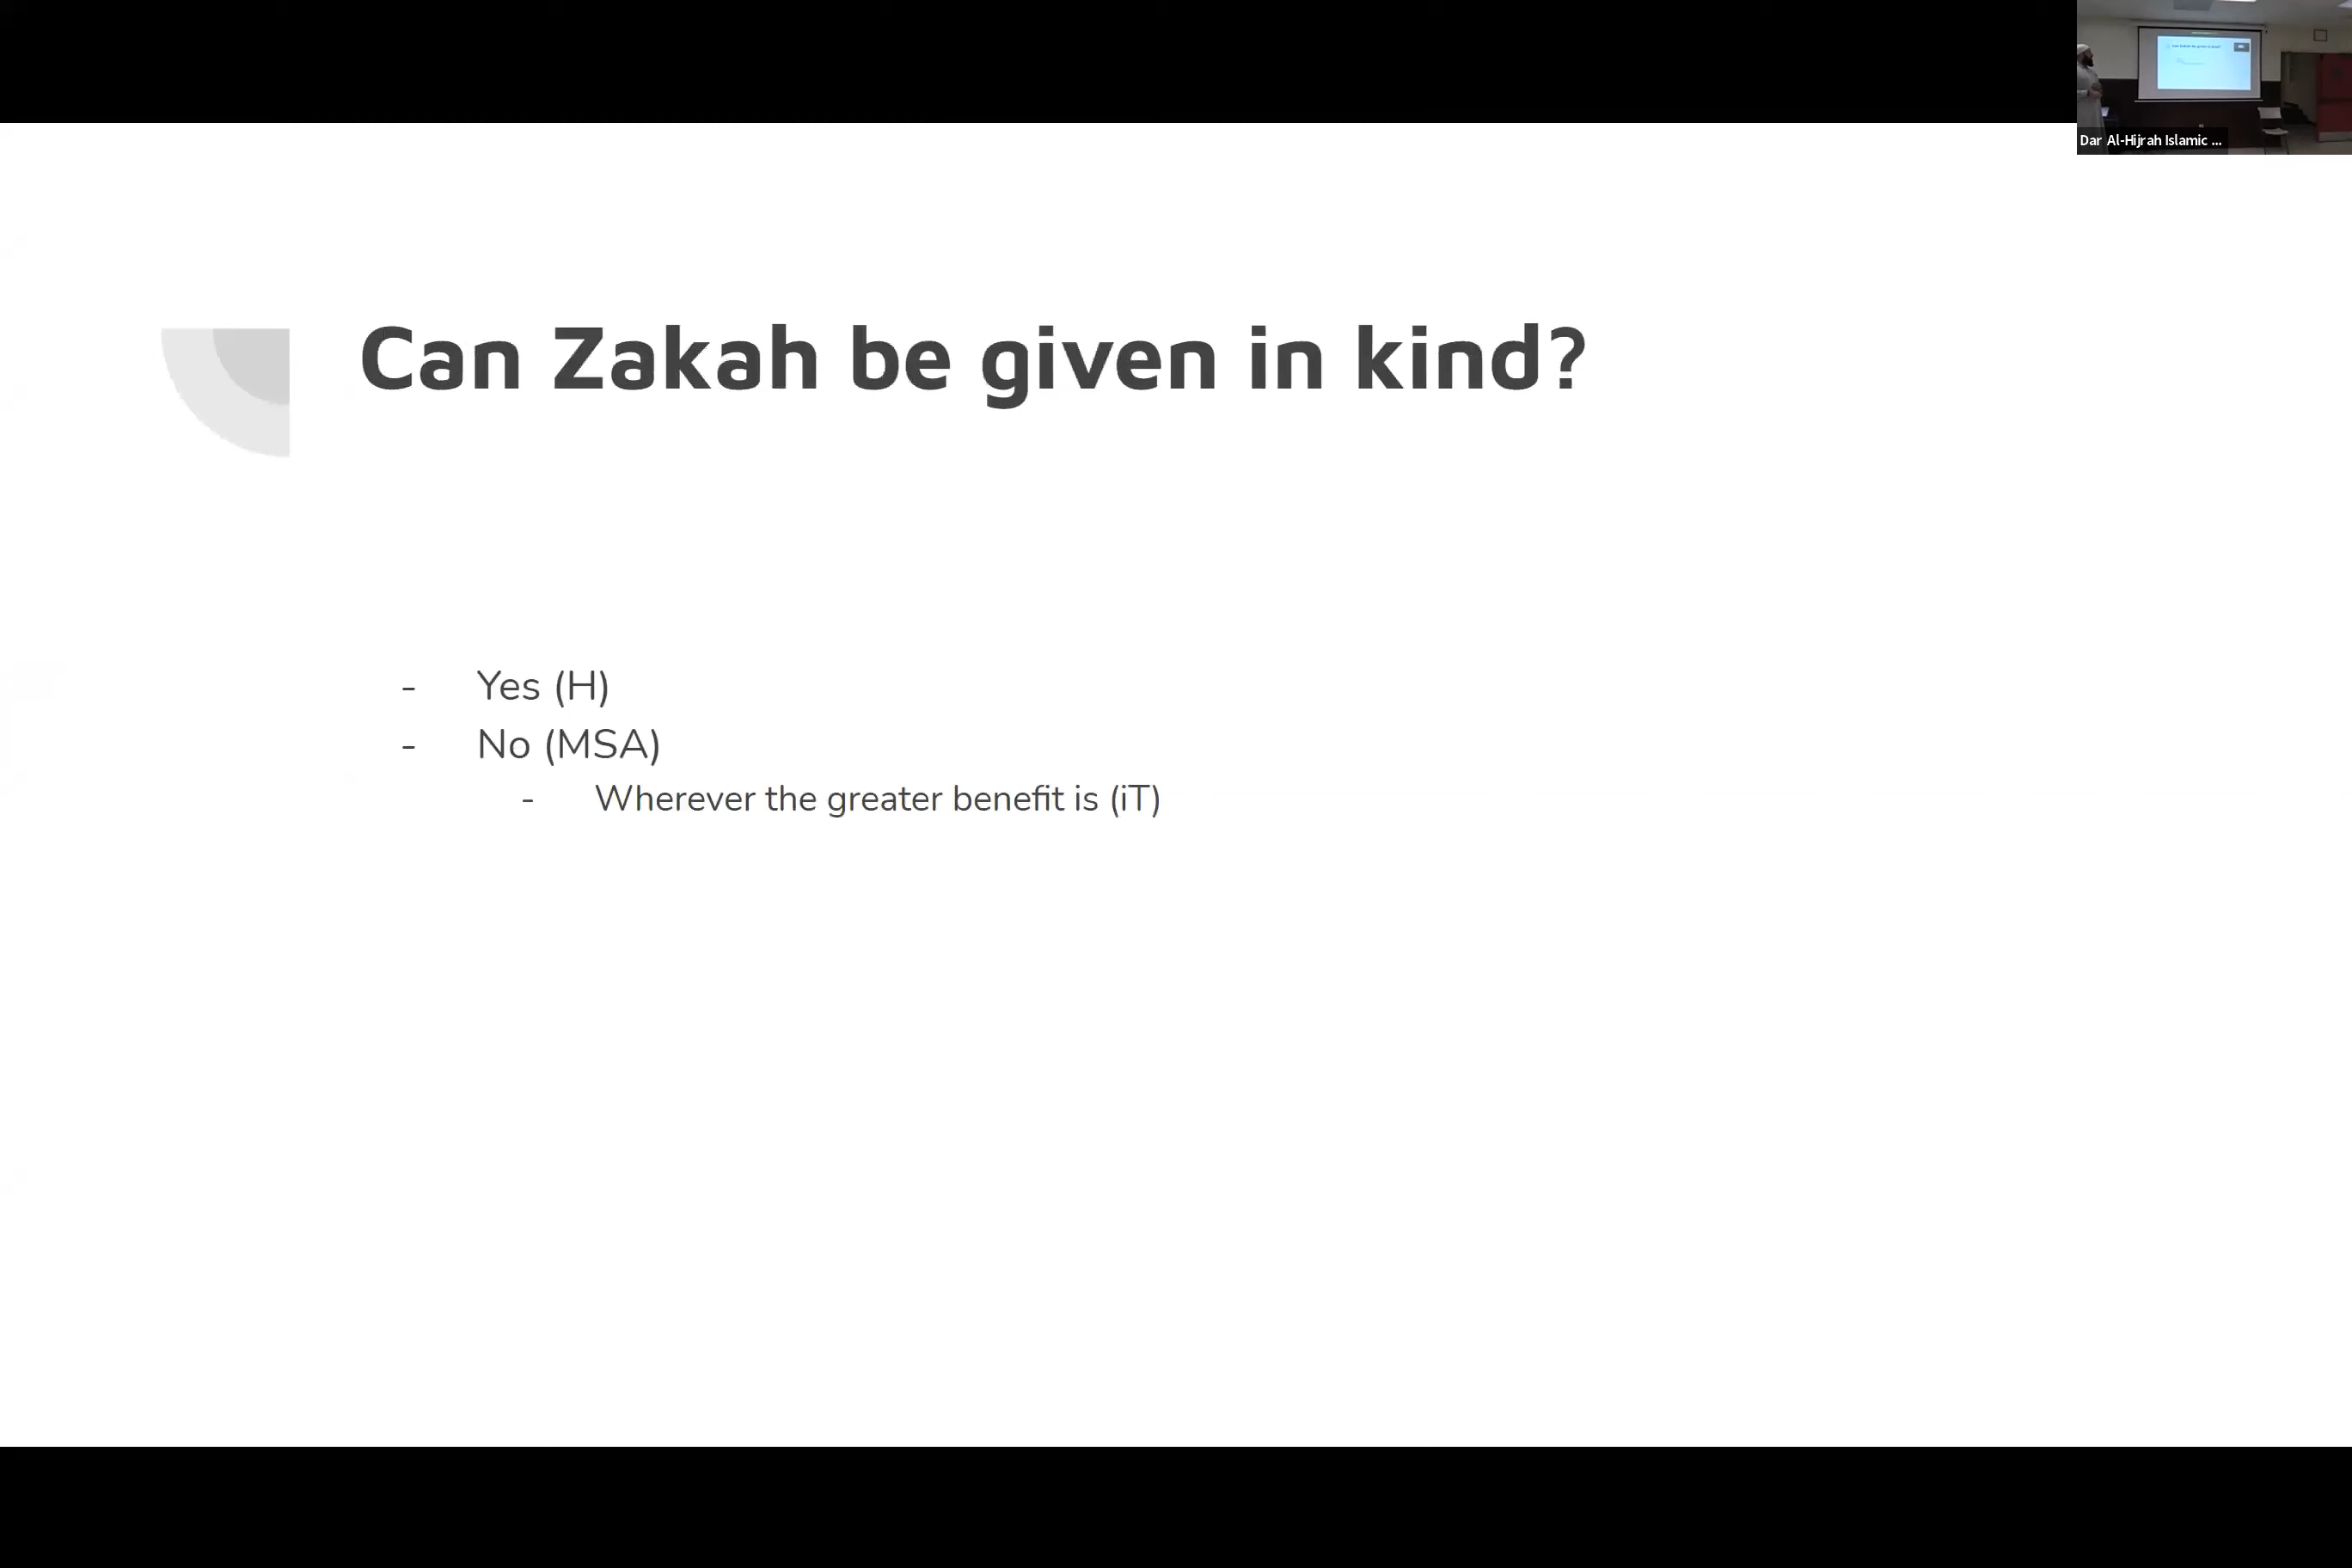 Can Zakah be given in kind?
- Yes (H)
- No (MSA)
- Wherever the greater benefit is (iT)
Dar Al-Hijrah Islamic ...